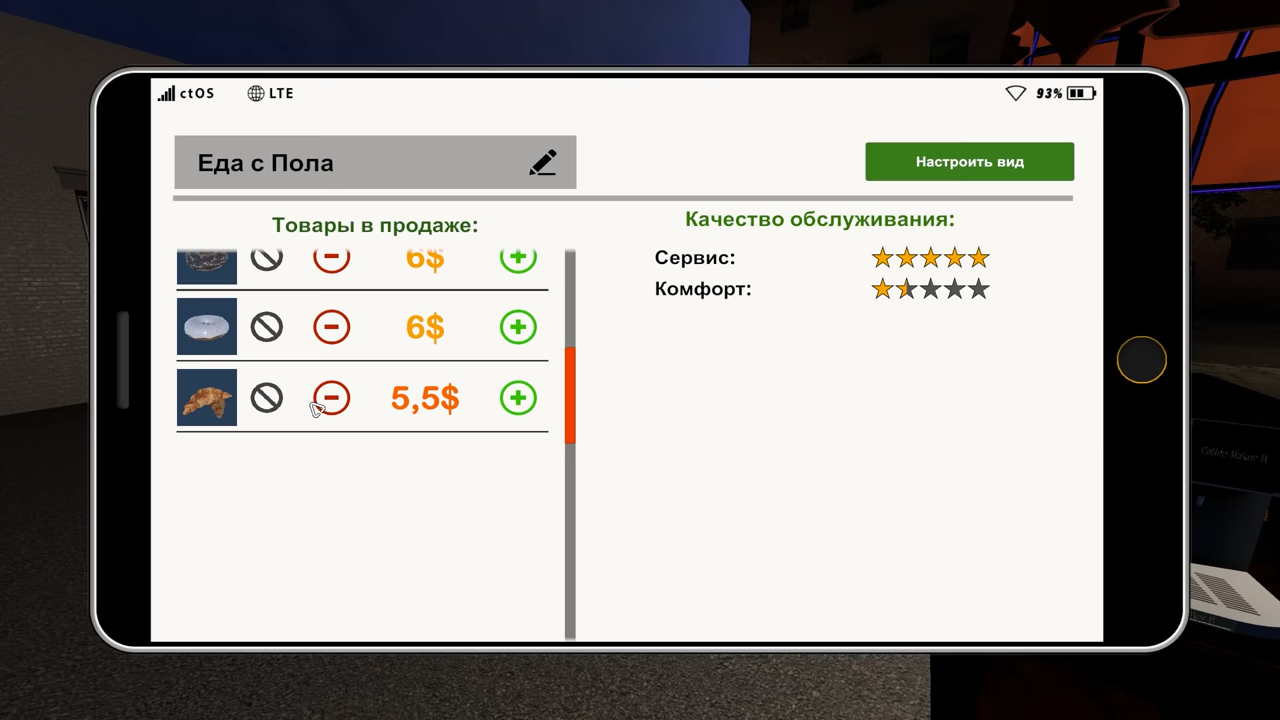 ctOS LTE 93%
Еда с Пола
Настроить вид
Товары в продаже:
Качество обслуживания:
6$
Сервис:
Комфорт:
6$
5,5$